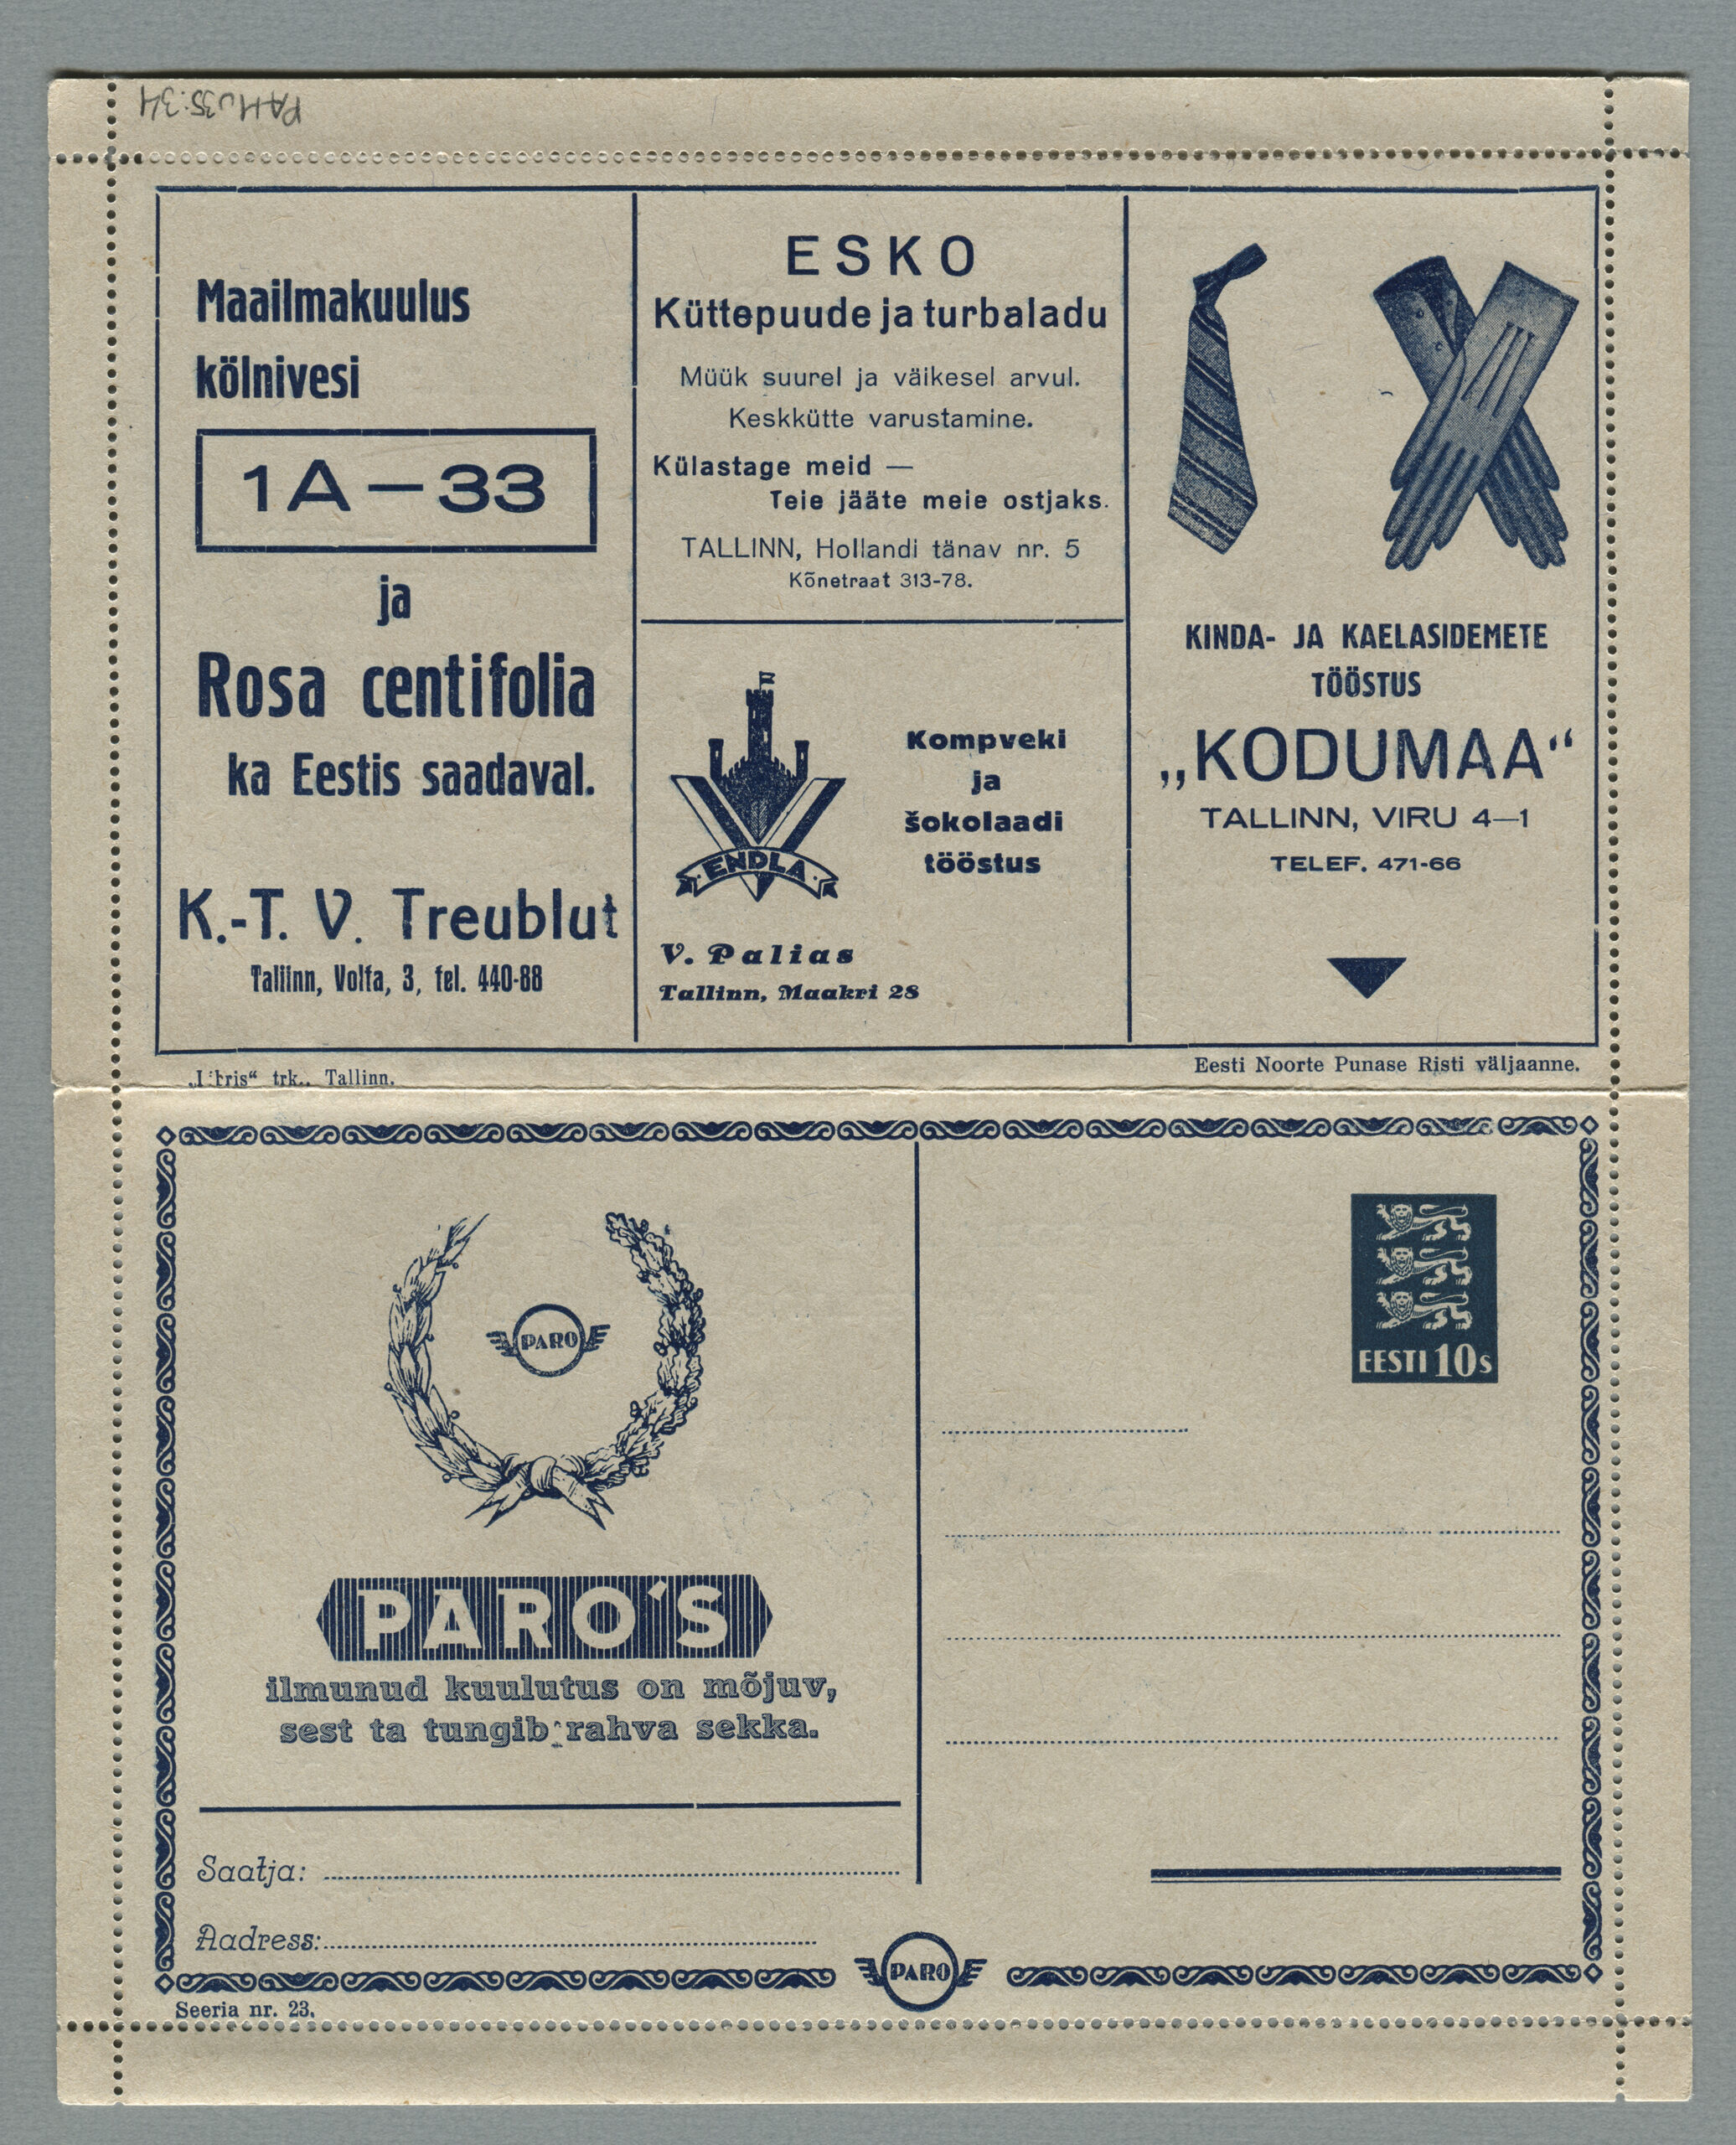 PAM 35:34
Maailmakuulus
kölnivesi
1A — 33
ja
Rosa centifolia
ka Eestis saadaval.
K.-T. V. Treublut
Tallinn, Volta, 3, tel. 440-88
ESKO
Küttepuude ja turbaladu
Müük suurel ja väikesel arvul.
Keskkütte varustamine.
Külastage meid —
Teie jääte meie ostjaks.
TALLINN, Hollandi tänav nr. 5
Kõnetraat 313-78.
ENDLA
Kompveki
ja
šokolaadi
tööstus
V. Palias
Tallinn, Maakri 28
KINDA- JA KAELASIDEMETE
TÖÖSTUS
„KODUMAA“
TALLINN, VIRU 4—1
TELEF. 471-66
„Libris“ trk., Tallinn.
Eesti Noorte Punase Risti väljaanne.
PARO
PARO'S
ilmunud kuulutus on mõjuv,
sest ta tungib rahva sekka.
Saatja:
Aadress:
EESTI 10s
PARO
Seeria nr. 23.